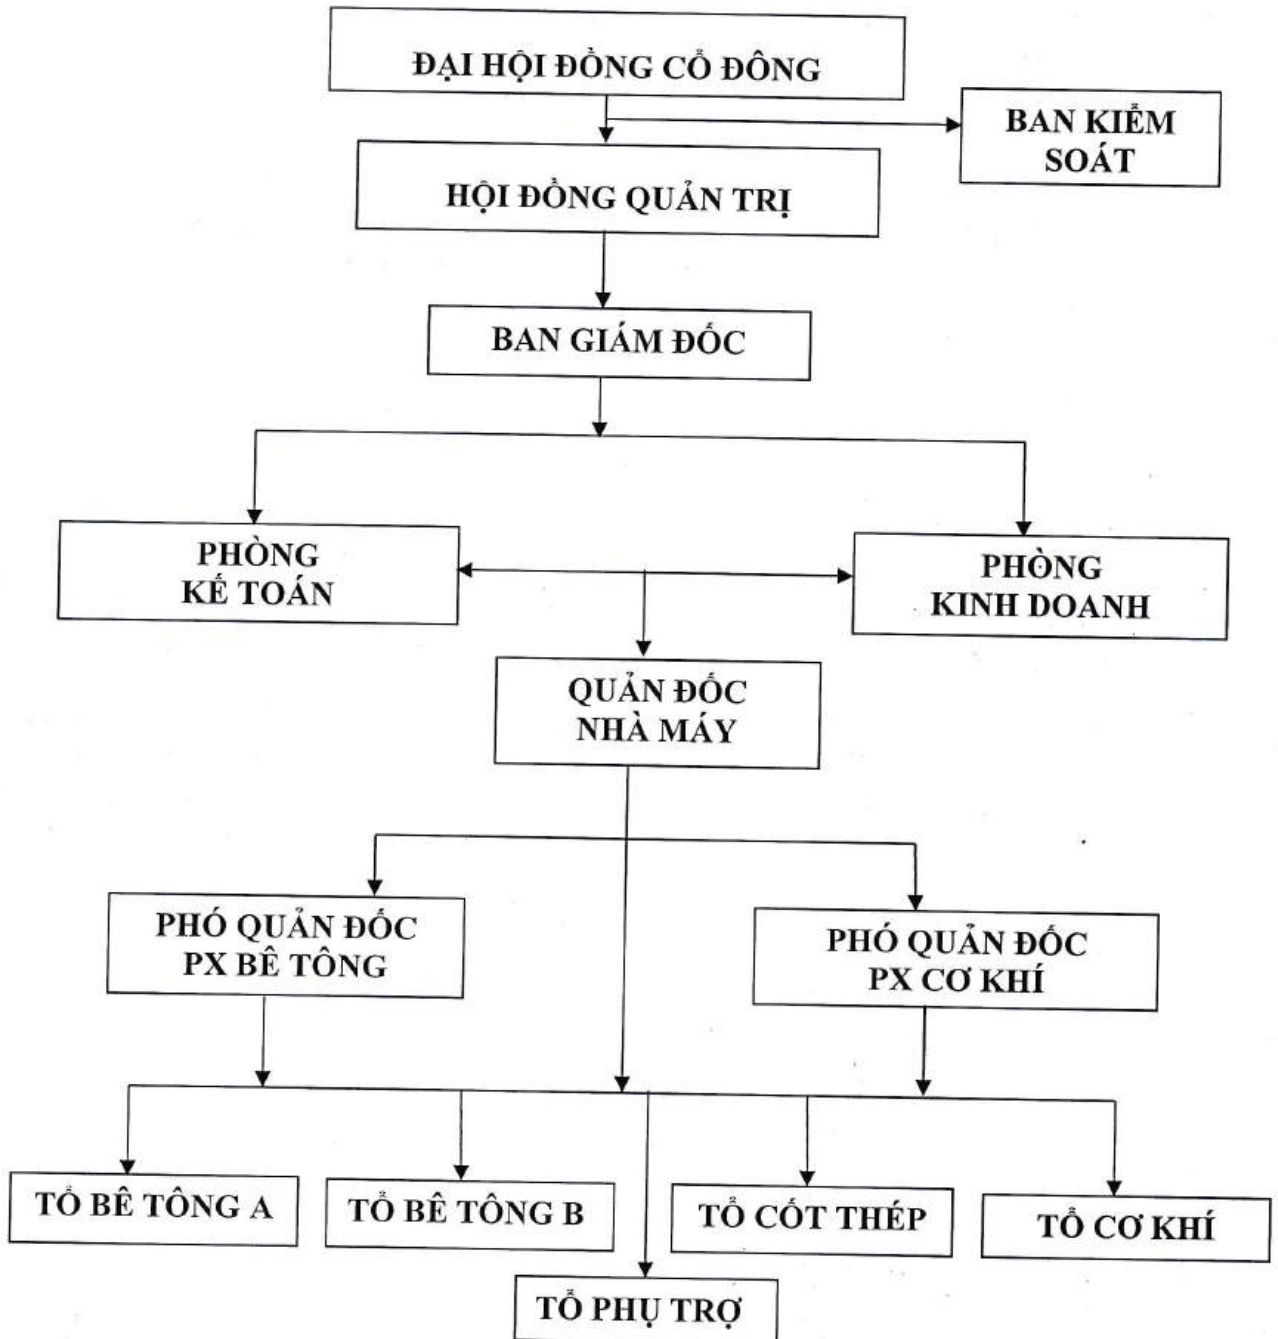 ĐẠI HỘI ĐỒNG CỔ ĐÔNG
BAN KIỂM
SOÁT
HỘI ĐỒNG QUẢN TRỊ
BAN GIÁM ĐỐC
PHÒNG
KẾ TOÁN
PHÒNG
KINH DOANH
QUẢN ĐỐC
NHÀ MÁY
PHÓ QUẢN ĐỐC
PX BÊ TÔNG
PHÓ QUẢN ĐỐC
PX CƠ KHÍ
TỔ BÊ TÔNG A
TỔ BÊ TÔNG B
TỔ CỐT THÉP
TỔ CƠ KHÍ
TỔ PHỤ TRỢ